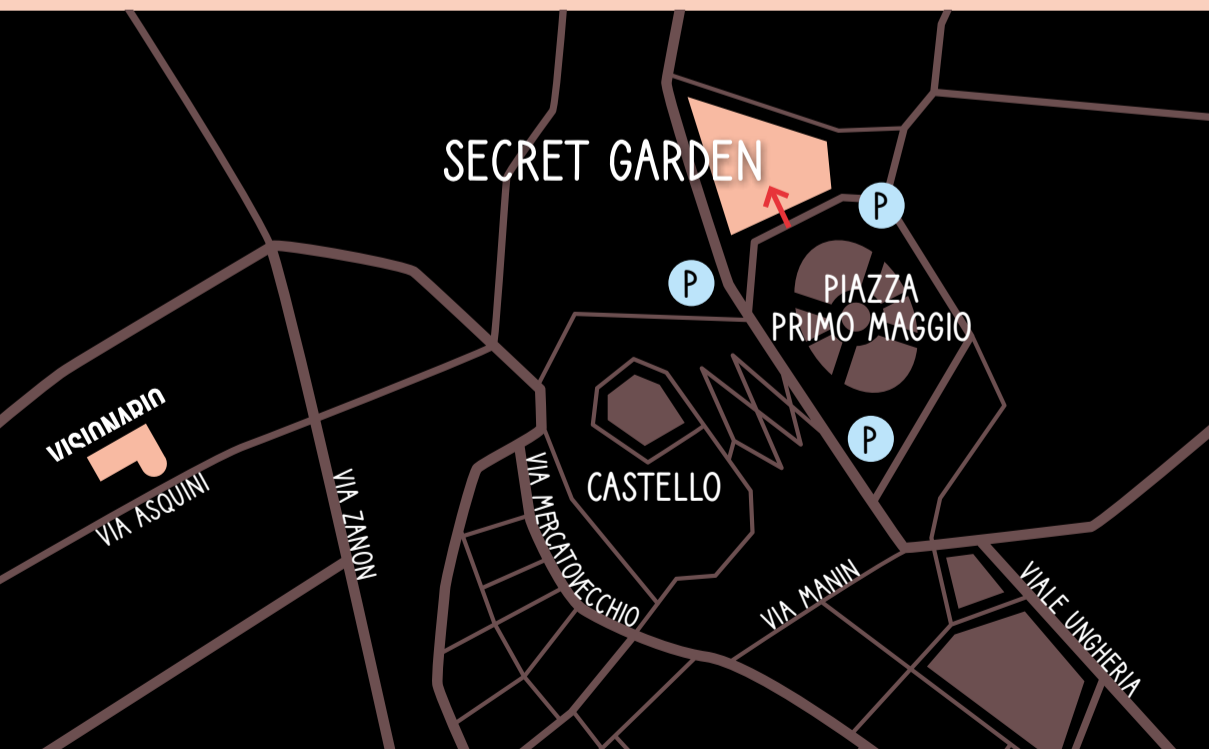 SECRET GARDEN
P
P
PIAZZA
PRIMO MAGGIO
VISIONARIO
P
VIA ASQUINI
VIA ZANON
VIA MERCATOVECCHIO
CASTELLO
VIA MANIN
VIALE UNGHERIA